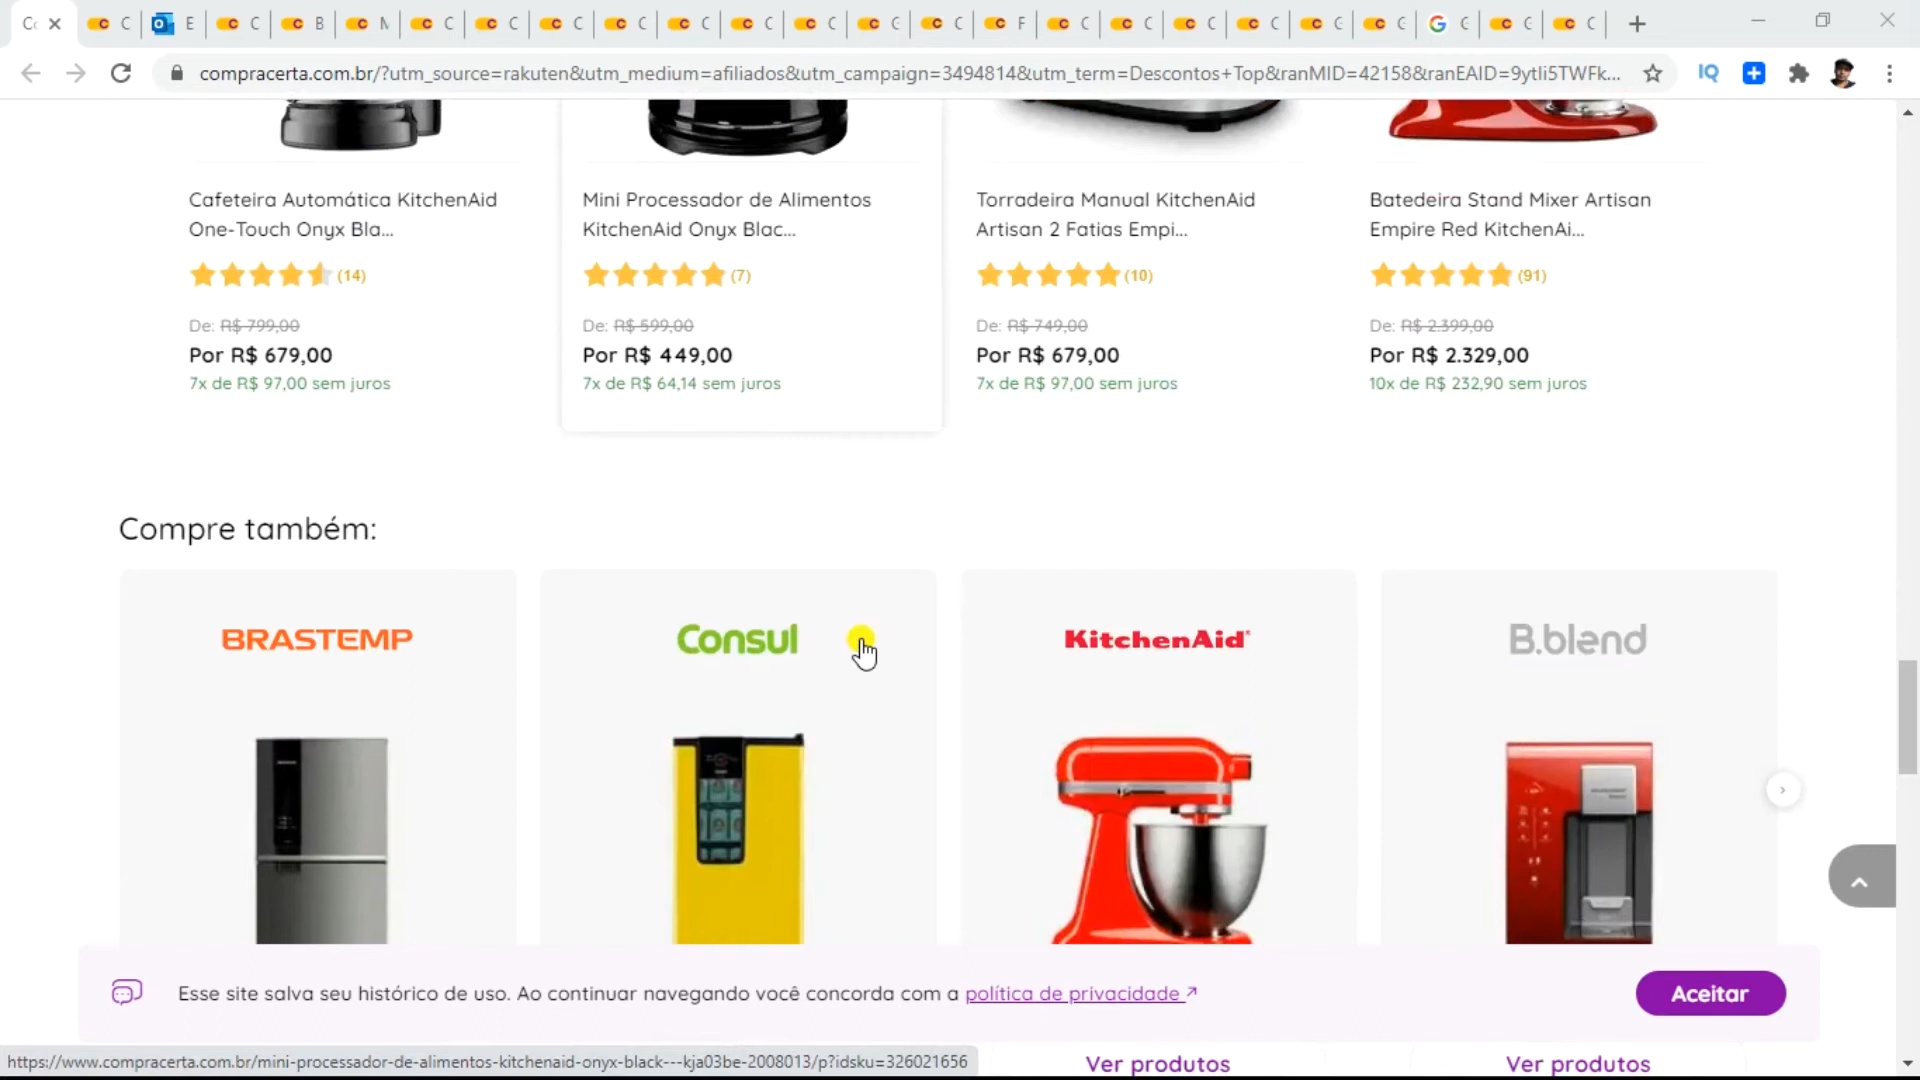 compracerta.com.br/?utm_source=rakuten&utm_medium=afiliados&utm_campaign=3494814&utm_term=Descontos+Top&ranMID=42158&ranEAID=9ytli5TWFk...
IQ
Cafeteira Automática KitchenAid
One-Touch Onyx Bla...
(14)
De: R$ 799,00
Por R$ 679,00
7x de R$ 97,00 sem juros
Mini Processador de Alimentos
KitchenAid Onyx Blac...
(7)
De: R$ 599,00
Por R$ 449,00
7x de R$ 64,14 sem juros
Torradeira Manual KitchenAid
Artisan 2 Fatias Empi...
(10)
De: R$ 749,00
Por R$ 679,00
7x de R$ 97,00 sem juros
Batedeira Stand Mixer Artisan
Empire Red KitchenAi...
(91)
De: R$ 2.399,00
Por R$ 2.329,00
10x de R$ 232,90 sem juros
Compre também:
BRASTEMP
Consul
KitchenAid
B.blend
Esse site salva seu histórico de uso. Ao continuar navegando você concorda com a política de privacidade
Aceitar
https://www.compracerta.com.br/mini-processador-de-alimentos-kitchenaid-onyx-black---kja03be-2008013/p?idsku=326021656
Ver produtos
Ver produtos